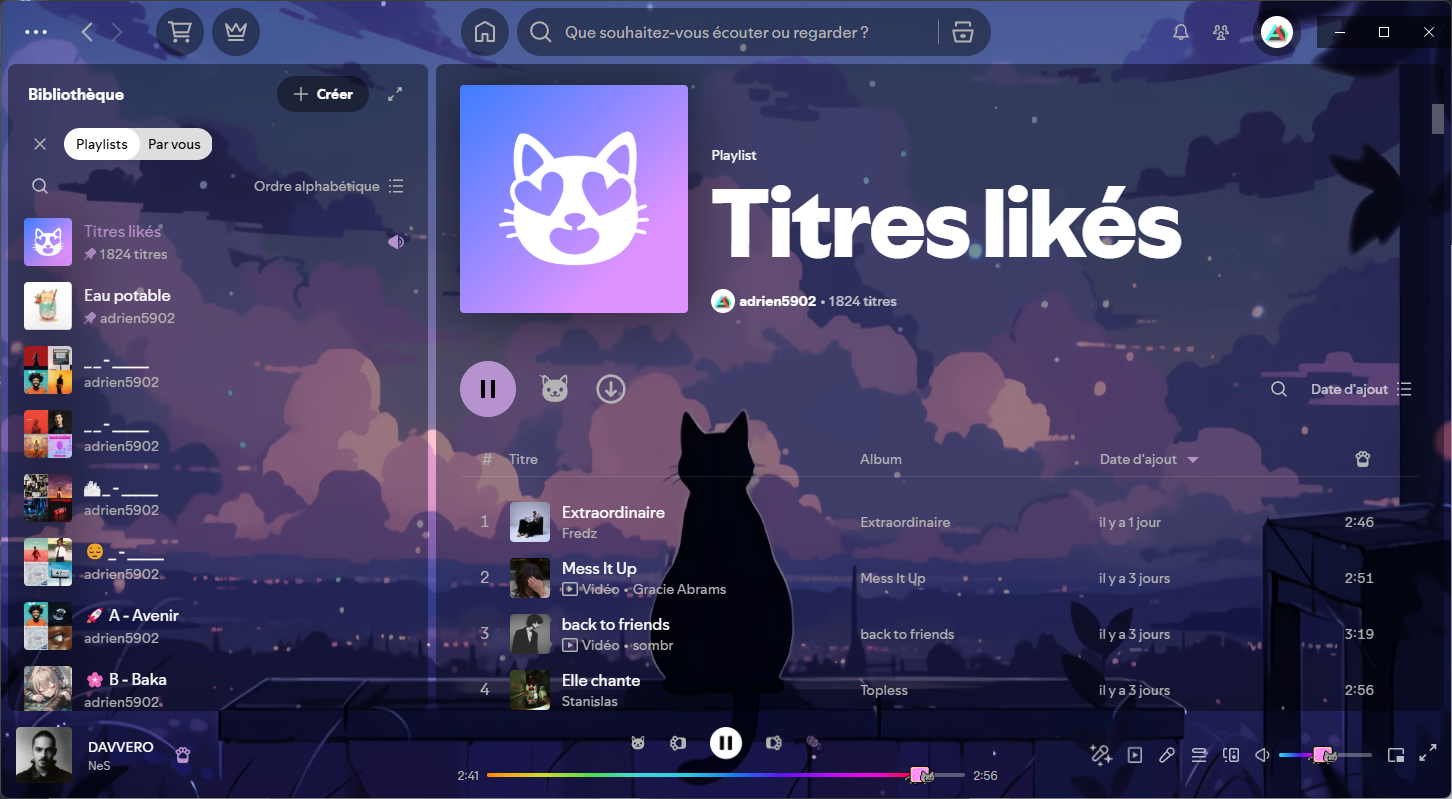 Que souhaitez-vous écouter ou regarder ?
Bibliothèque
Créer
Playlists
Par vous
Ordre alphabétique
Titres likés
1824 titres
Eau potable
adrien5902
_ _ - _____
adrien5902
_ _ - _____
adrien5902
_ - _____
adrien5902
😔 _ - _____
adrien5902
🚀 A - Avenir
adrien5902
🌸 B - Baka
adrien5902
Playlist
Titres likés
adrien5902 • 1824 titres
Date d'ajout
# Titre Album Date d'ajout
1 Extraordinaire Extraordinaire il y a 1 jour 2:46
Fredz
2 Mess It Up Mess It Up il y a 3 jours 2:51
Vidéo • Gracie Abrams
3 back to friends back to friends il y a 3 jours 3:19
Vidéo • sombr
4 Elle chante Topless il y a 3 jours 2:56
Stanislas
DAVVERO
NeS
2:41
2:56